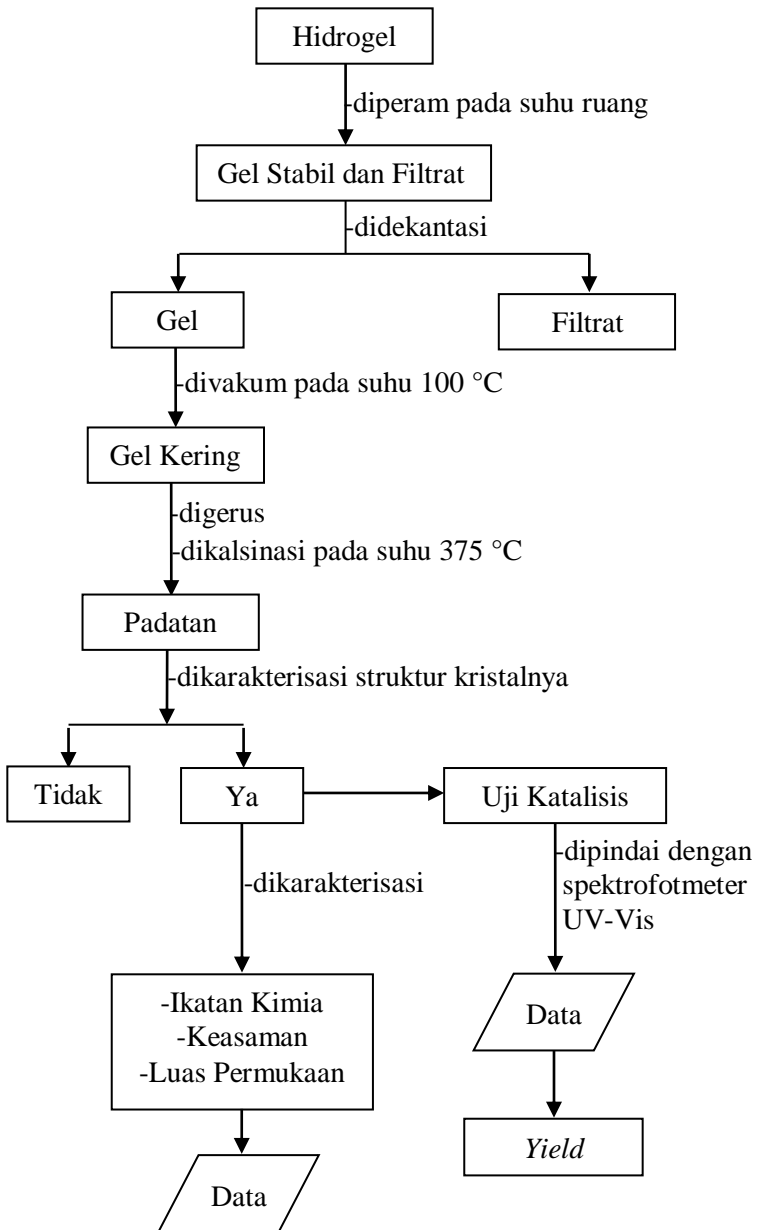 Hidrogel
-diperam pada suhu ruang
Gel Stabil dan Filtrat
-didekantasi
Gel
Filtrat
-divakum pada suhu 100 °C
Gel Kering
-digerus
-dikalsinasi pada suhu 375 °C
Padatan
-dikarakterisasi struktur kristalnya
Tidak
Ya
Uji Katalisis
-dikarakterisasi
-dipindai dengan
spektrofotmeter
UV-Vis
-Ikatan Kimia
-Keasaman
-Luas Permukaan
Data
Yield
Data